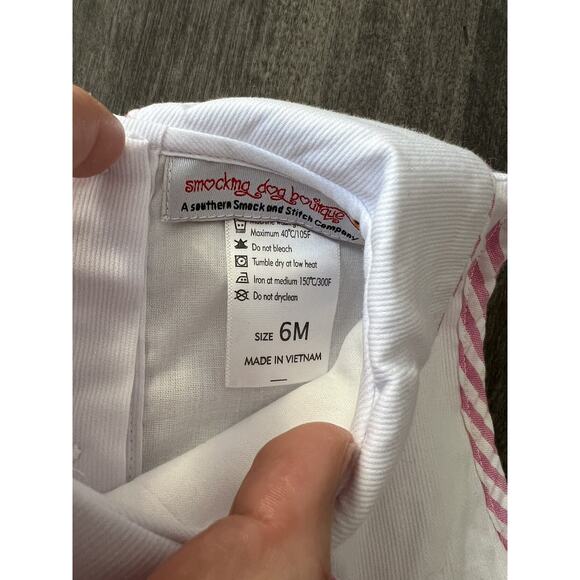 smocking dog boutique
A southern Smock and Stitch Company
Maximum 40°C/105F
Do not bleach
Tumble dry at low heat
Iron at medium 150°C/300F
Do not dryclean
SIZE 6M
MADE IN VIETNAM